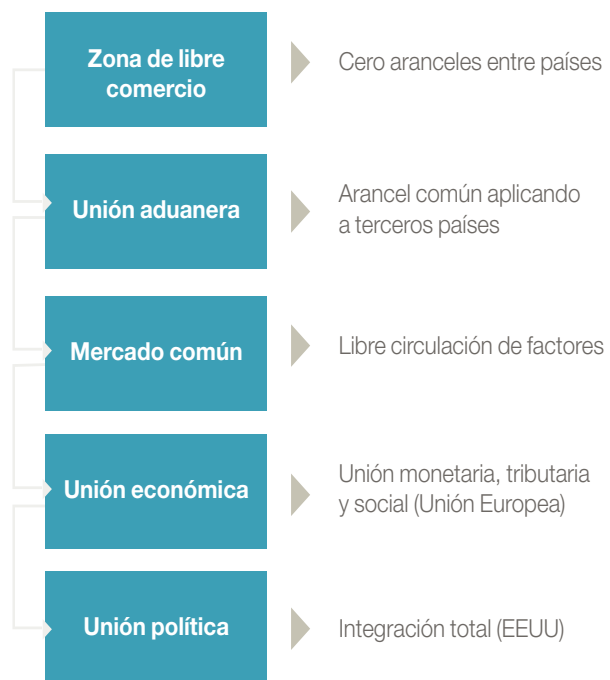 Zona de libre
comercio
Cero aranceles entre países
Unión aduanera
Arancel común aplicando
a terceros países
Mercado común
Libre circulación de factores
Unión económica
Unión monetaria, tributaria
y social (Unión Europea)
Unión política
Integración total (EEUU)